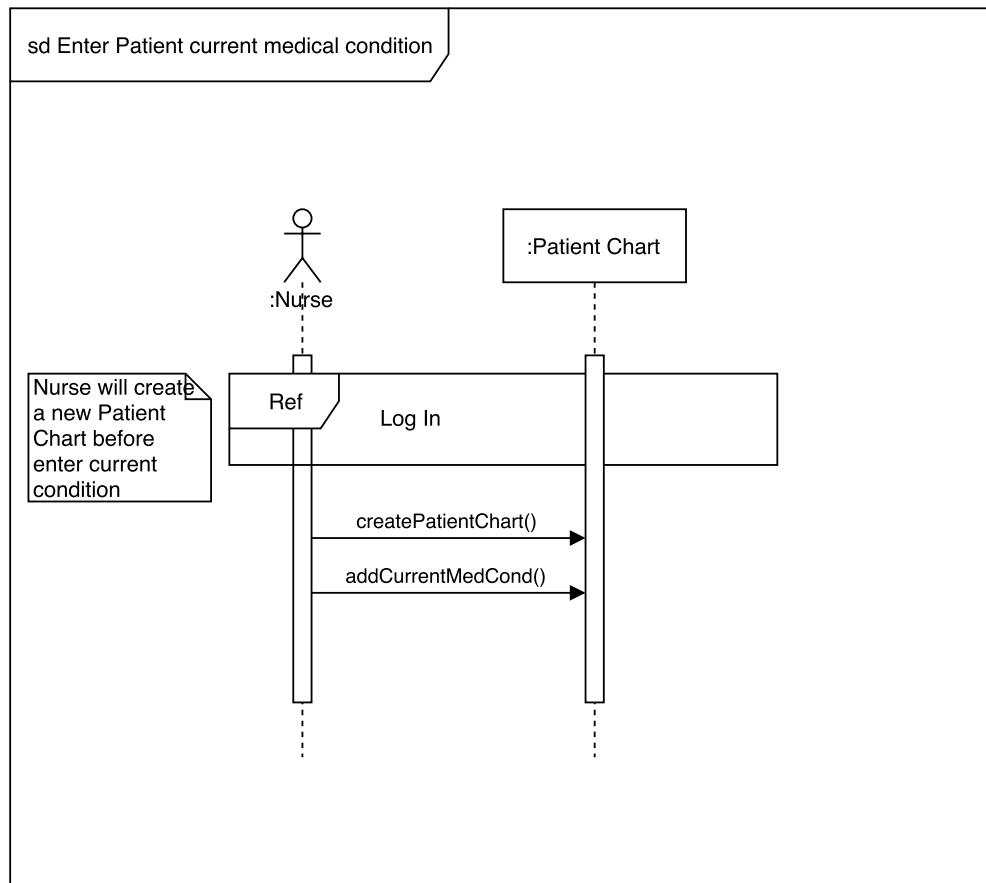 sd Enter Patient current medical condition
:Nurse
:Patient Chart
Nurse will create
a new Patient
Chart before
enter current
condition
Ref
Log In
createPatientChart()
addCurrentMedCond()